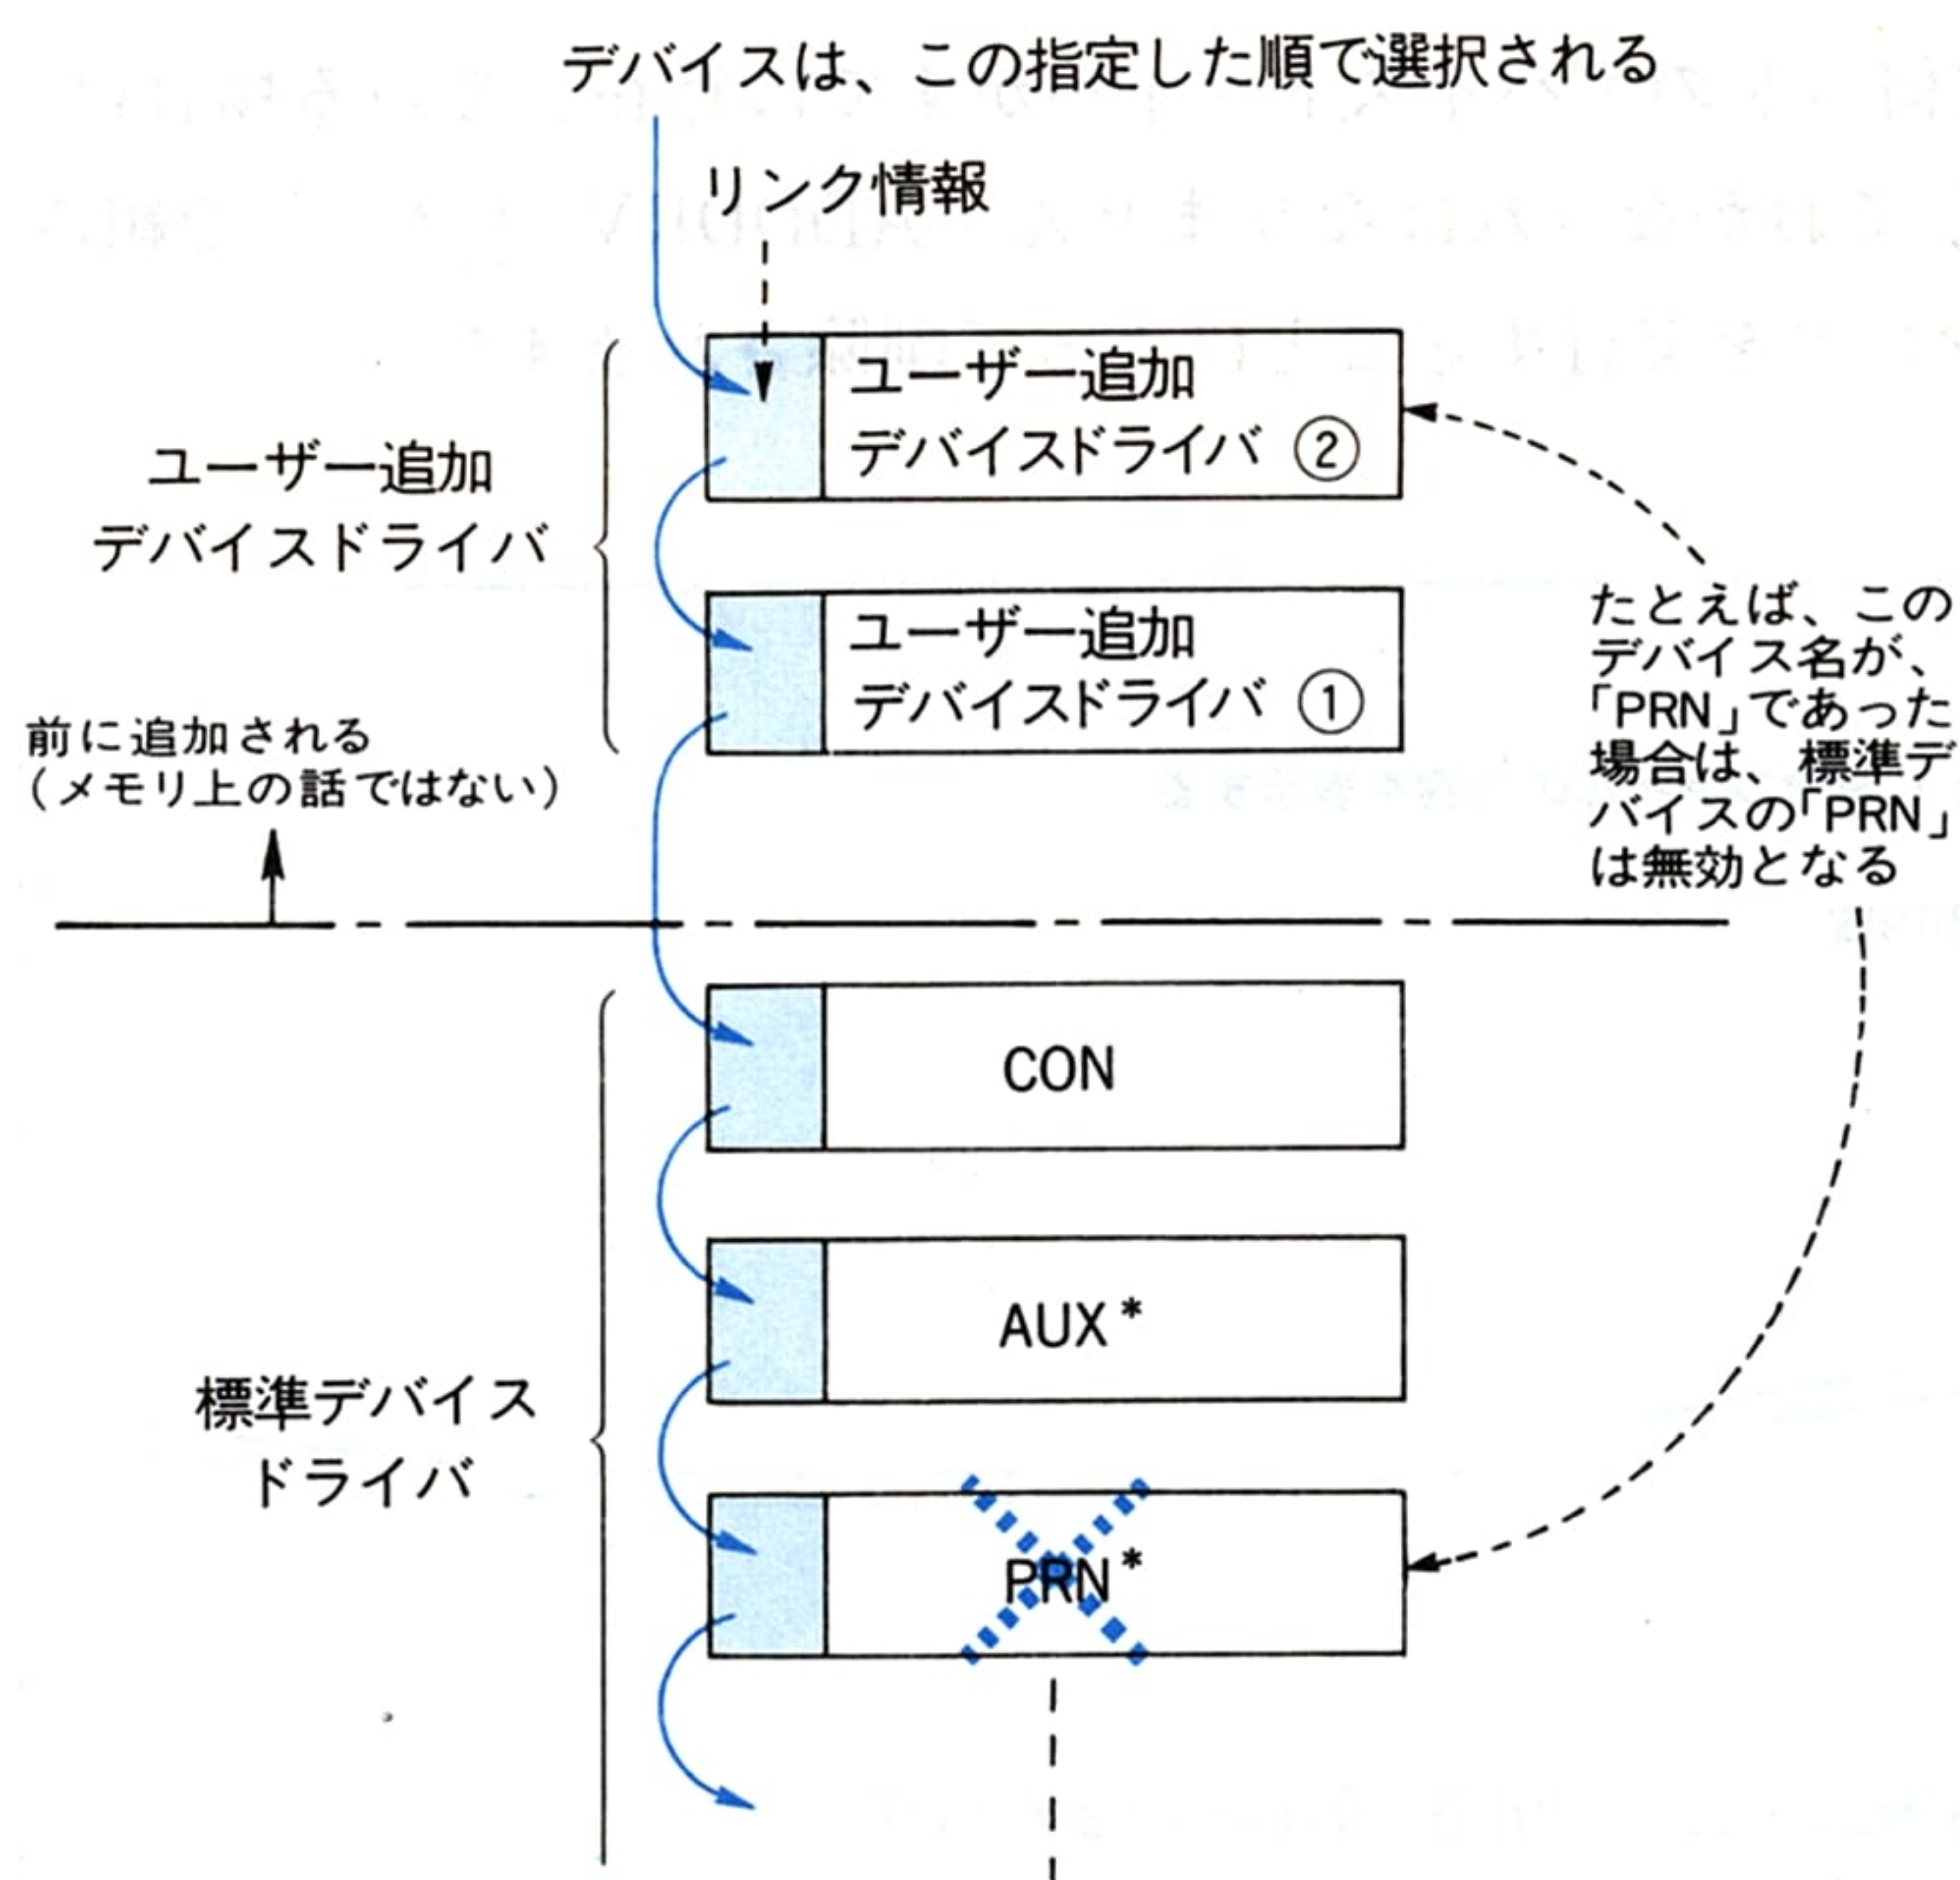 デバイスは、この指定した順で選択される
リンク情報
ユーザー追加
デバイスドライバ ②
ユーザー追加
デバイスドライバ
ユーザー追加
デバイスドライバ ①
たとえば、この
デバイス名が、
「PRN」であった
場合は、標準デ
バイスの「PRN」
は無効となる
前に追加される
(メモリ上の話ではない)
CON
AUX*
標準デバイス
ドライバ
PRN*